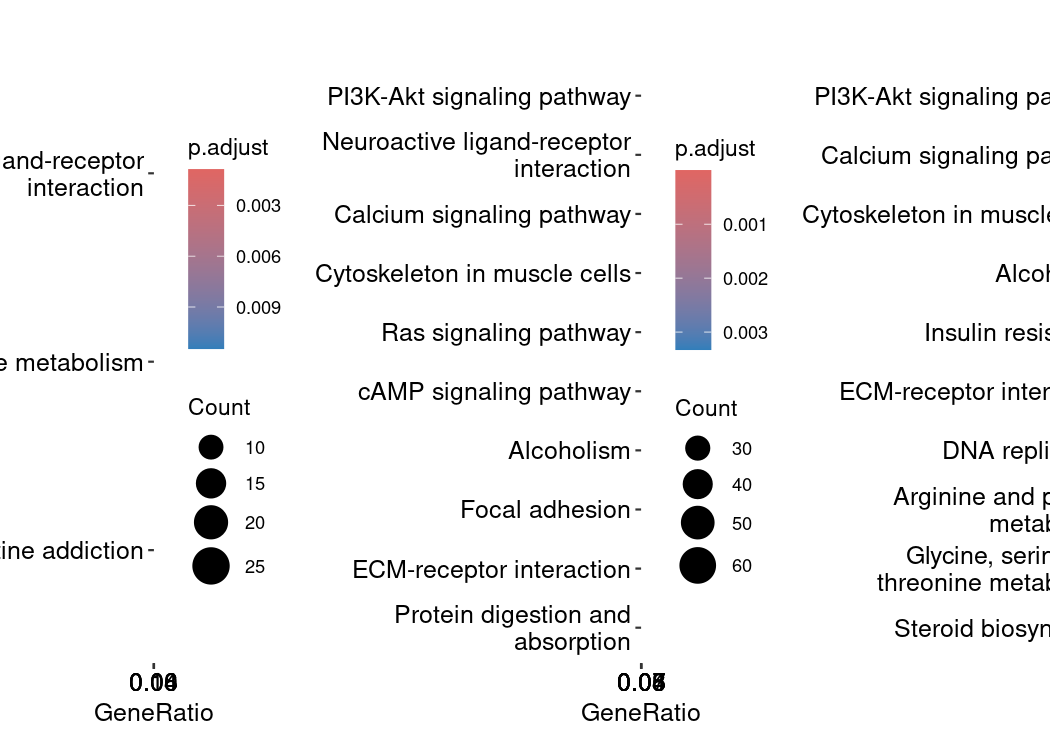 and-receptor
interaction
e metabolism
tine addiction
GeneRatio
p.adjust
0.003
0.006
0.009
Count
10
15
20
25
PI3K-Akt signaling pathway
Neuroactive ligand-receptor
interaction
Calcium signaling pathway
Cytoskeleton in muscle cells
Ras signaling pathway
cAMP signaling pathway
Alcoholism
Focal adhesion
ECM-receptor interaction
Protein digestion and
absorption
GeneRatio
p.adjust
0.001
0.002
0.003
Count
30
40
50
60
PI3K-Akt signaling pa
Calcium signaling pa
Cytoskeleton in muscle
Alcoh
Insulin resis
ECM-receptor inter
DNA repli
Arginine and p
metab
Glycine, serin
threonine metab
Steroid biosyn